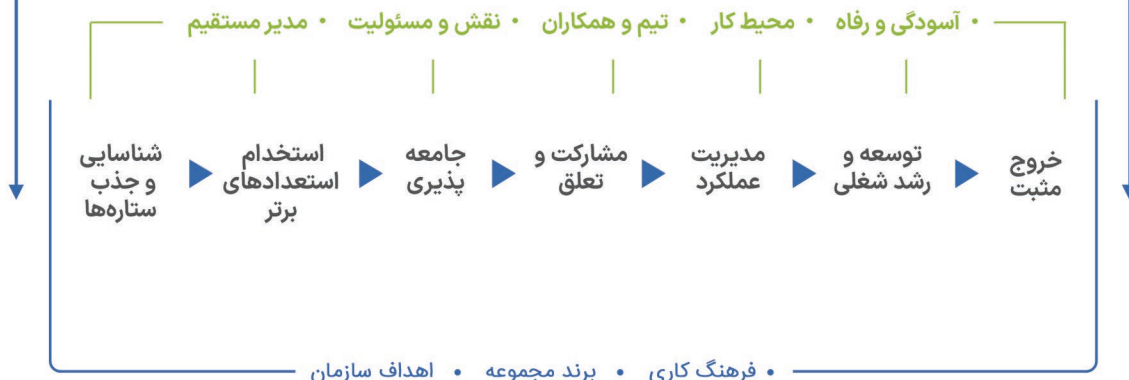 • آسودگی و رفاه • محیط کار • تیم و همکاران • نقش و مسئولیت • مدیر مستقیم
شناسایی
و جذب
ستاره‌ها
استخدام
استعدادهای
برتر
جامعه
پذیری
مشارکت و
تعلق
مدیریت
عملکرد
توسعه و
رشد شغلی
خروج
مثبت
• فرهنگ کاری • برند مجموعه • اهداف سازمان